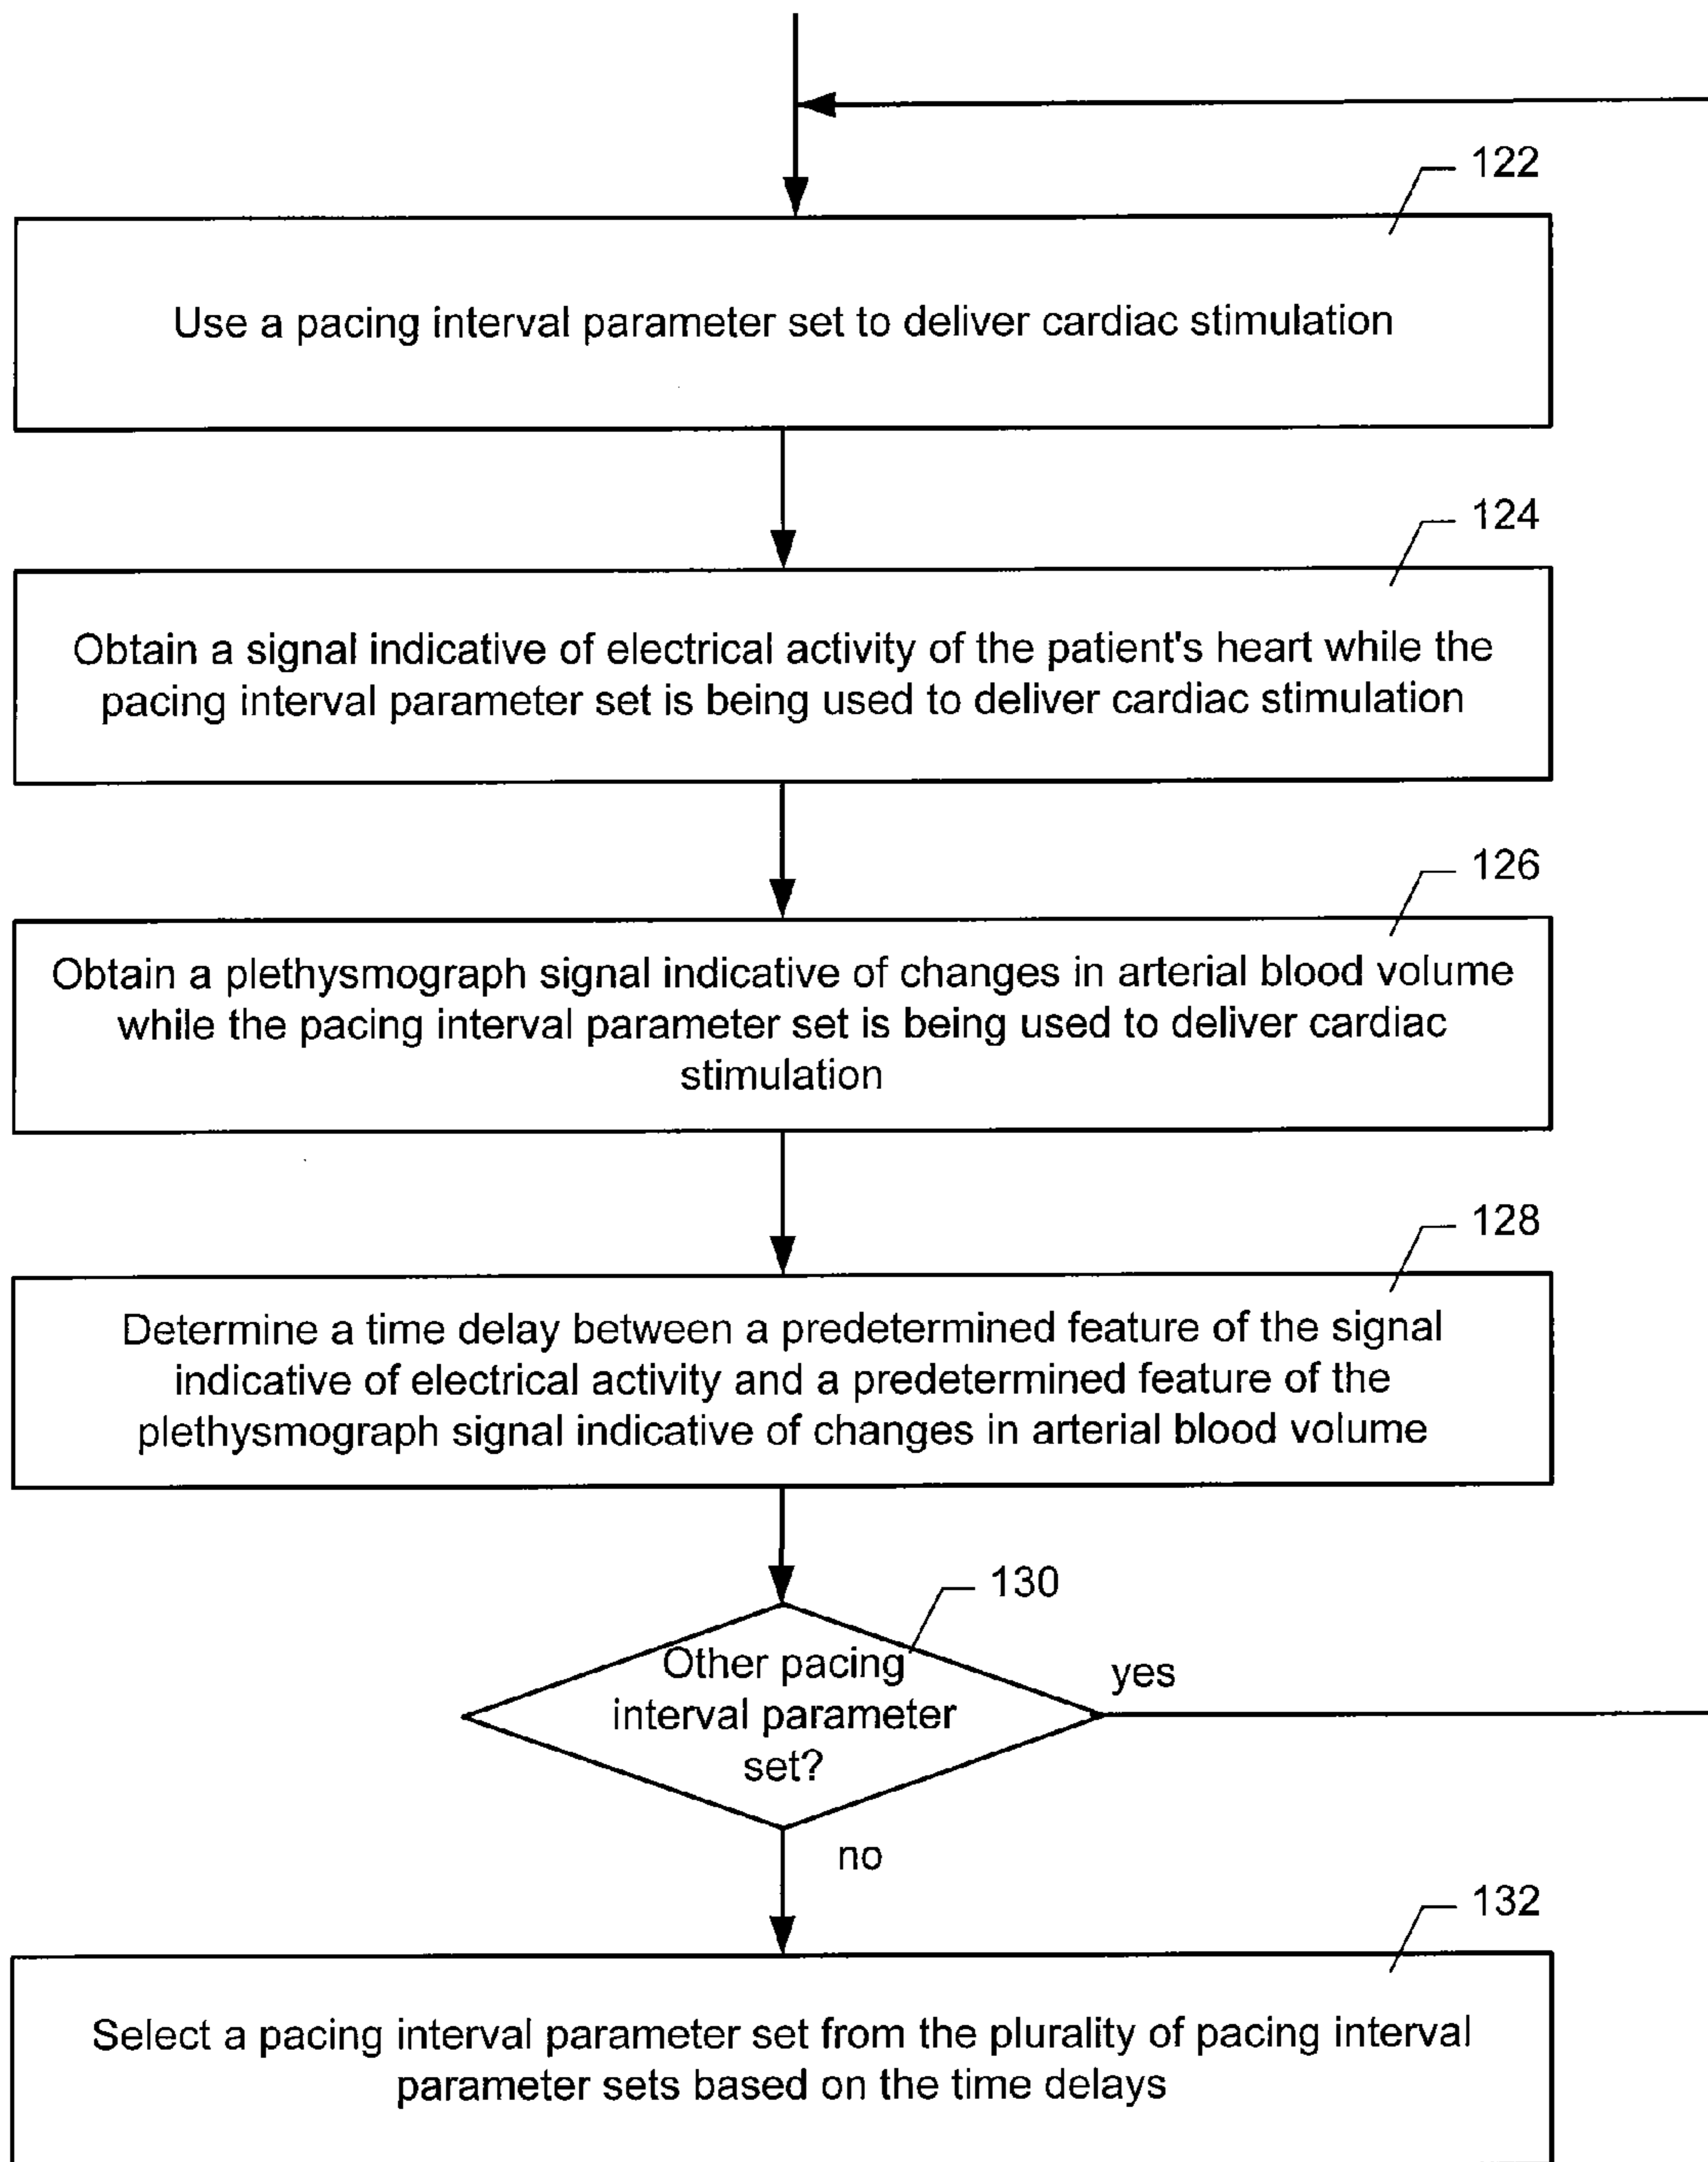 122
Use a pacing interval parameter set to deliver cardiac stimulation
124
Obtain a signal indicative of electrical activity of the patient's heart while the
pacing interval parameter set is being used to deliver cardiac stimulation
126
Obtain a plethysmograph signal indicative of changes in arterial blood volume
while the pacing interval parameter set is being used to deliver cardiac
stimulation
128
Determine a time delay between a predetermined feature of the signal
indicative of electrical activity and a predetermined feature of the
plethysmograph signal indicative of changes in arterial blood volume
130
Other pacing
interval parameter
set?
yes
no
132
Select a pacing interval parameter set from the plurality of pacing interval
parameter sets based on the time delays